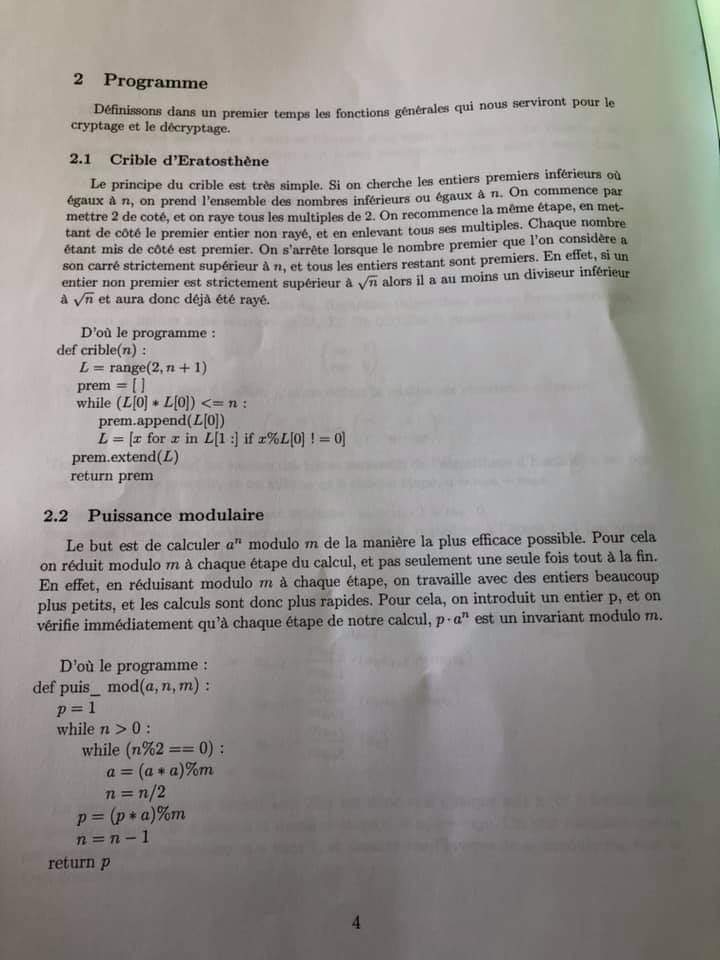 2 Programme
Définissons dans un premier temps les fonctions générales qui nous serviront pour le
cryptage et le décryptage.
2.1 Crible d'Eratosthène
Le principe du crible est très simple. Si on cherche les entiers premiers inférieurs où
égaux à n, on prend l'ensemble des nombres inférieurs ou égaux à n. On commence par
mettre 2 de coté, et on raye tous les multiples de 2. On recommence la même étape, en met-
tant de côté le premier entier non rayé, et en enlevant tous ses multiples. Chaque nombre
étant mis de côté est premier. On s'arrête lorsque le nombre premier que l'on considère a
son carré strictement supérieur à n, et tous les entiers restant sont premiers. En effet, si un
entier non premier est strictement supérieur à √n alors il a au moins un diviseur inférieur
à √n et aura donc déjà été rayé.
D'où le programme :
def crible(n) :
L = range(2, n + 1)
prem = [ ]
while (L[0] * L[0]) <= n :
prem.append(L[0])
L = [x for x in L[1 :] if x%L[0] ! = 0]
prem.extend(L)
return prem
2.2 Puissance modulaire
Le but est de calculer aⁿ modulo m de la manière la plus efficace possible. Pour cela
on réduit modulo m à chaque étape du calcul, et pas seulement une seule fois tout à la fin.
En effet, en réduisant modulo m à chaque étape, on travaille avec des entiers beaucoup
plus petits, et les calculs sont donc plus rapides. Pour cela, on introduit un entier p, et on
vérifie immédiatement qu'à chaque étape de notre calcul, p · aⁿ est un invariant modulo m.
D'où le programme :
def puis_ mod(a, n, m) :
p = 1
while n > 0 :
while (n%2 == 0) :
a = (a * a)%m
n = n/2
p = (p * a)%m
n = n − 1
return p
4